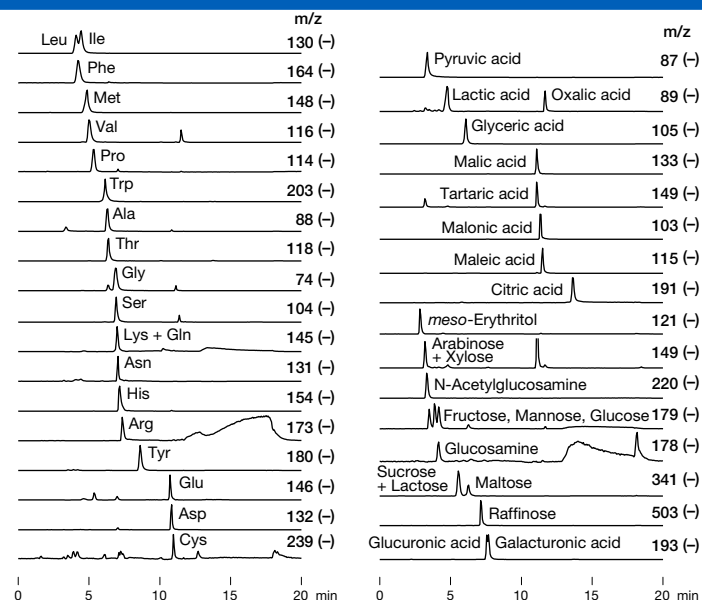 m/z
Leu Ile 130 (–)
Phe 164 (–)
Met 148 (–)
Val 116 (–)
Pro 114 (–)
Trp 203 (–)
Ala 88 (–)
Thr 118 (–)
Gly 74 (–)
Ser 104 (–)
Lys + Gln 145 (–)
Asn 131 (–)
His 154 (–)
Arg 173 (–)
Tyr 180 (–)
Glu 146 (–)
Asp 132 (–)
Cys 239 (–)
0 5 10 15 20 min
m/z
Pyruvic acid 87 (–)
Lactic acid Oxalic acid 89 (–)
Glyceric acid 105 (–)
Malic acid 133 (–)
Tartaric acid 149 (–)
Malonic acid 103 (–)
Maleic acid 115 (–)
Citric acid 191 (–)
meso-Erythritol 121 (–)
Arabinose
+ Xylose 149 (–)
N-Acetylglucosamine 220 (–)
Fructose, Mannose, Glucose 179 (–)
Glucosamine 178 (–)
Sucrose
+ Lactose Maltose 341 (–)
Raffinose 503 (–)
Glucuronic acid Galacturonic acid 193 (–)
0 5 10 15 20 min